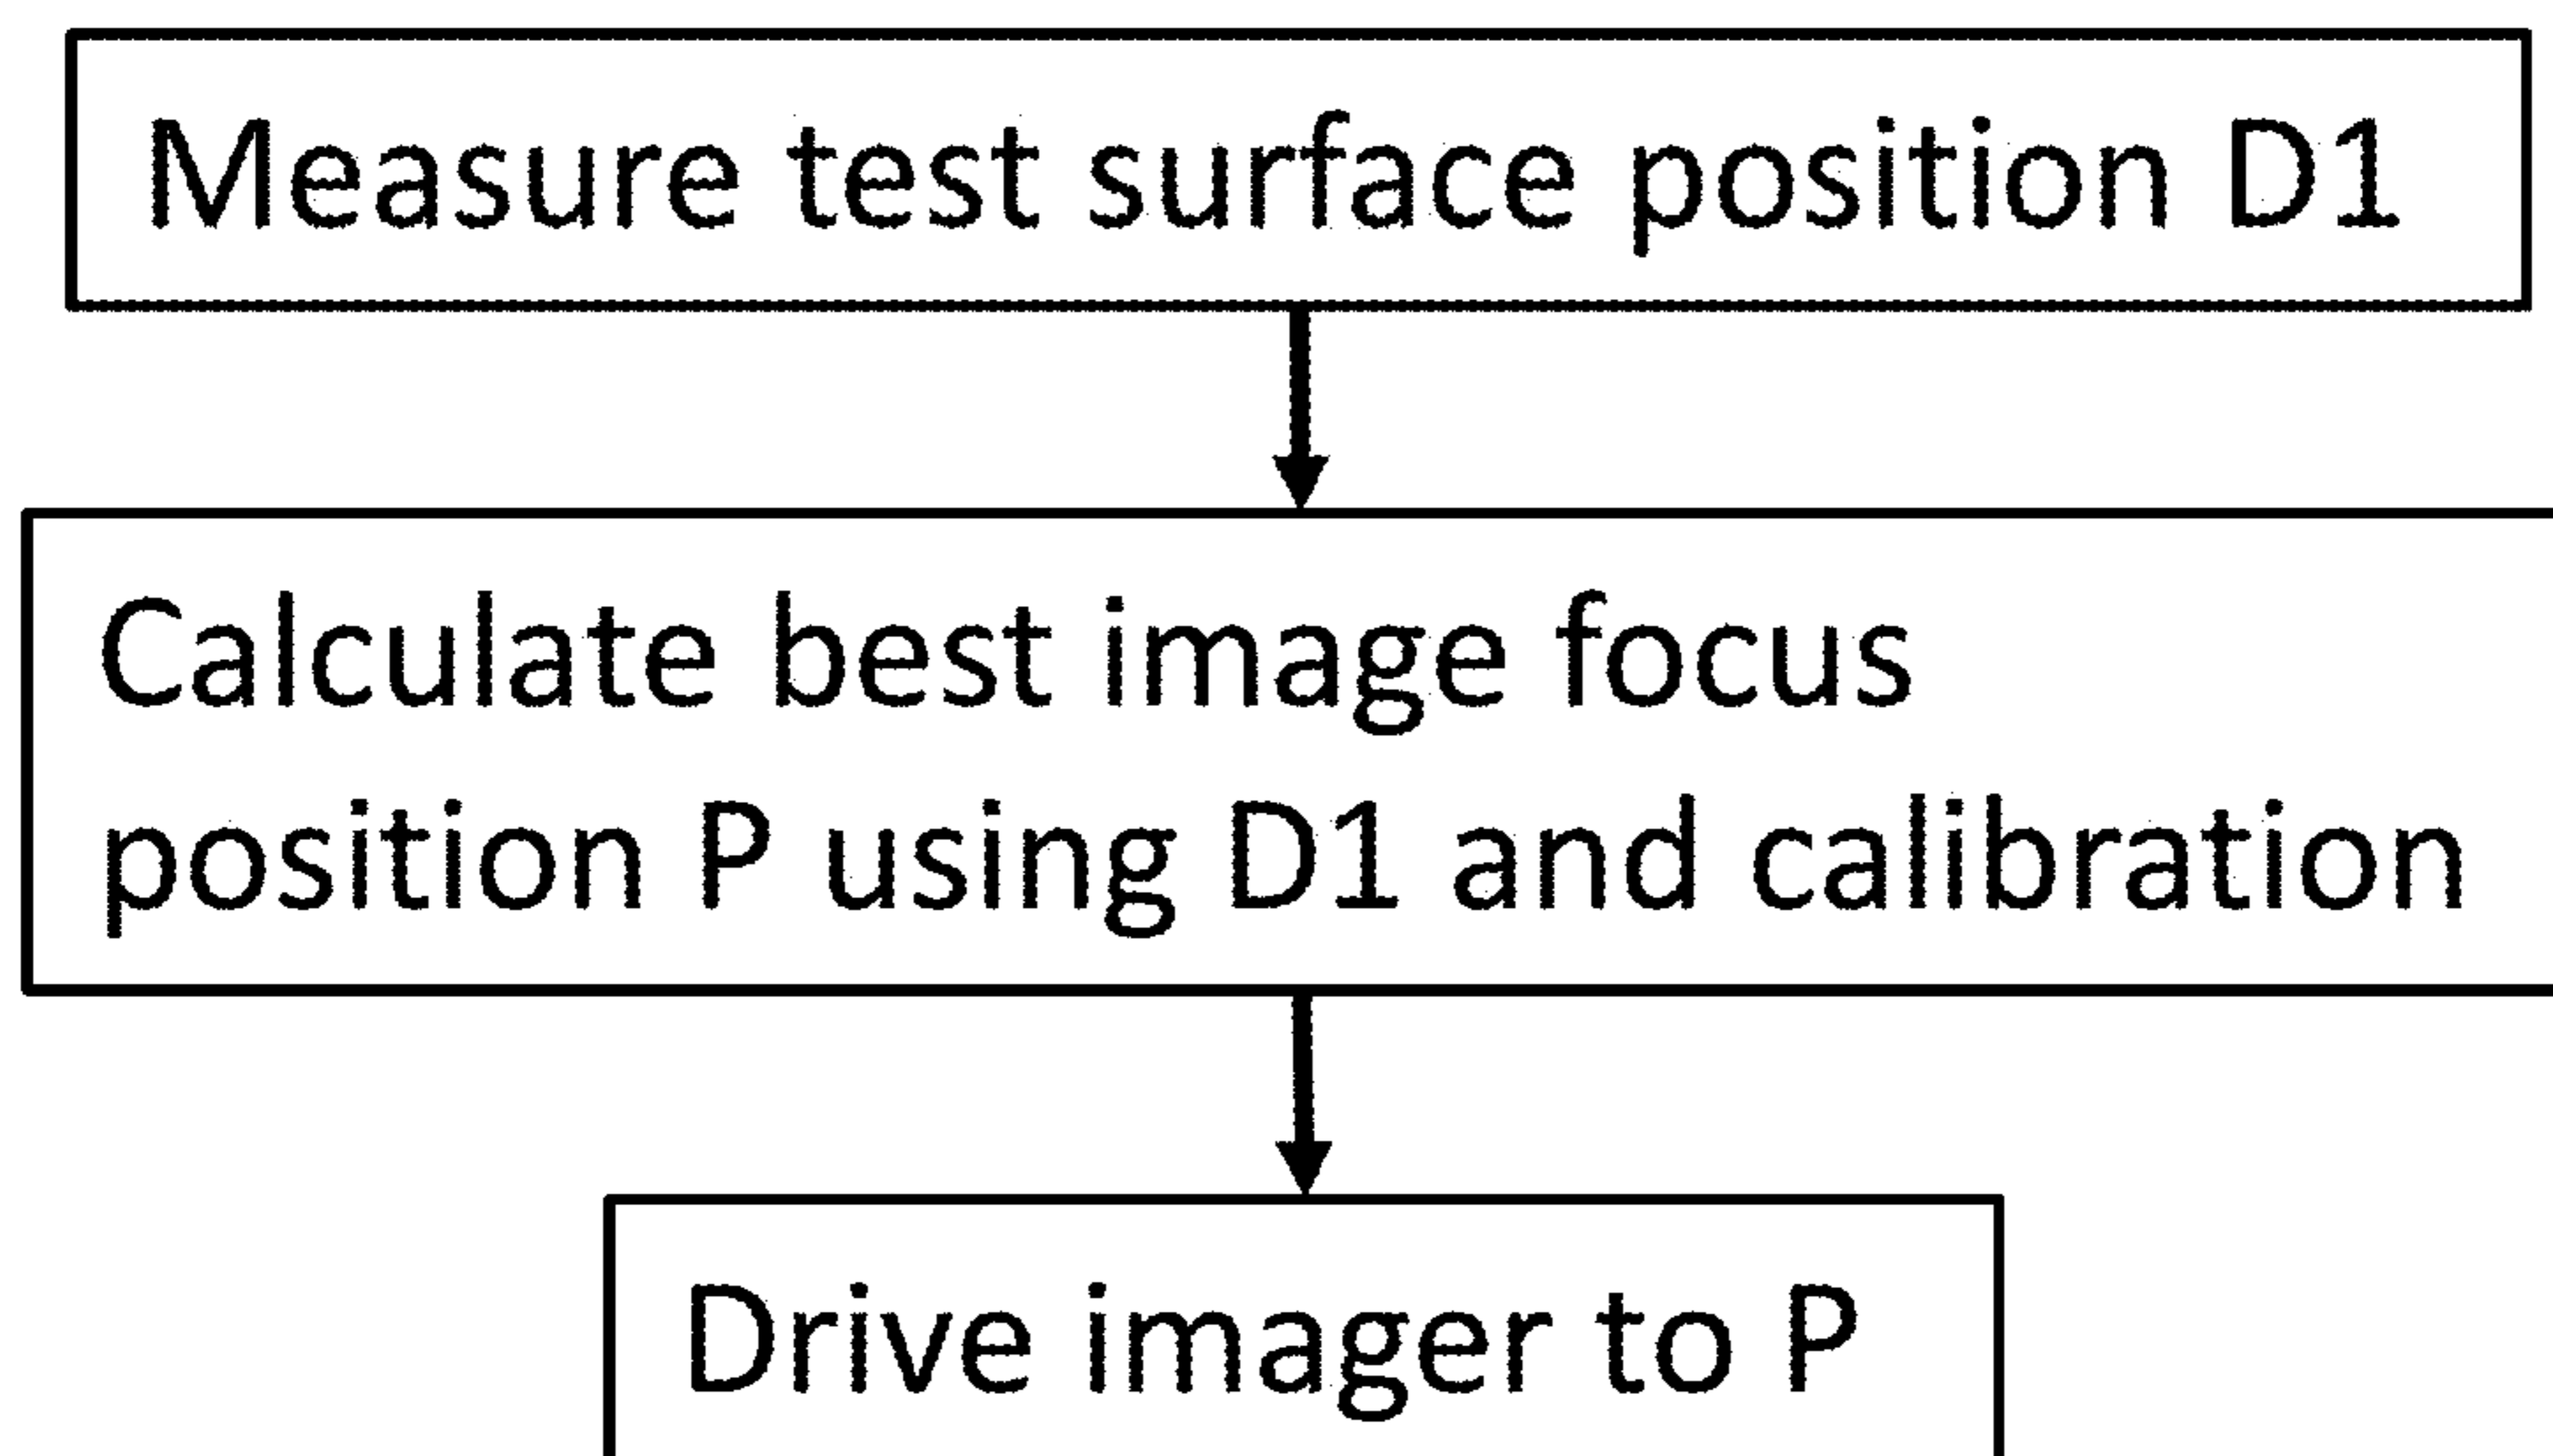 Measure test surface position D1
Calculate best image focus
position P using D1 and calibration
Drive imager to P